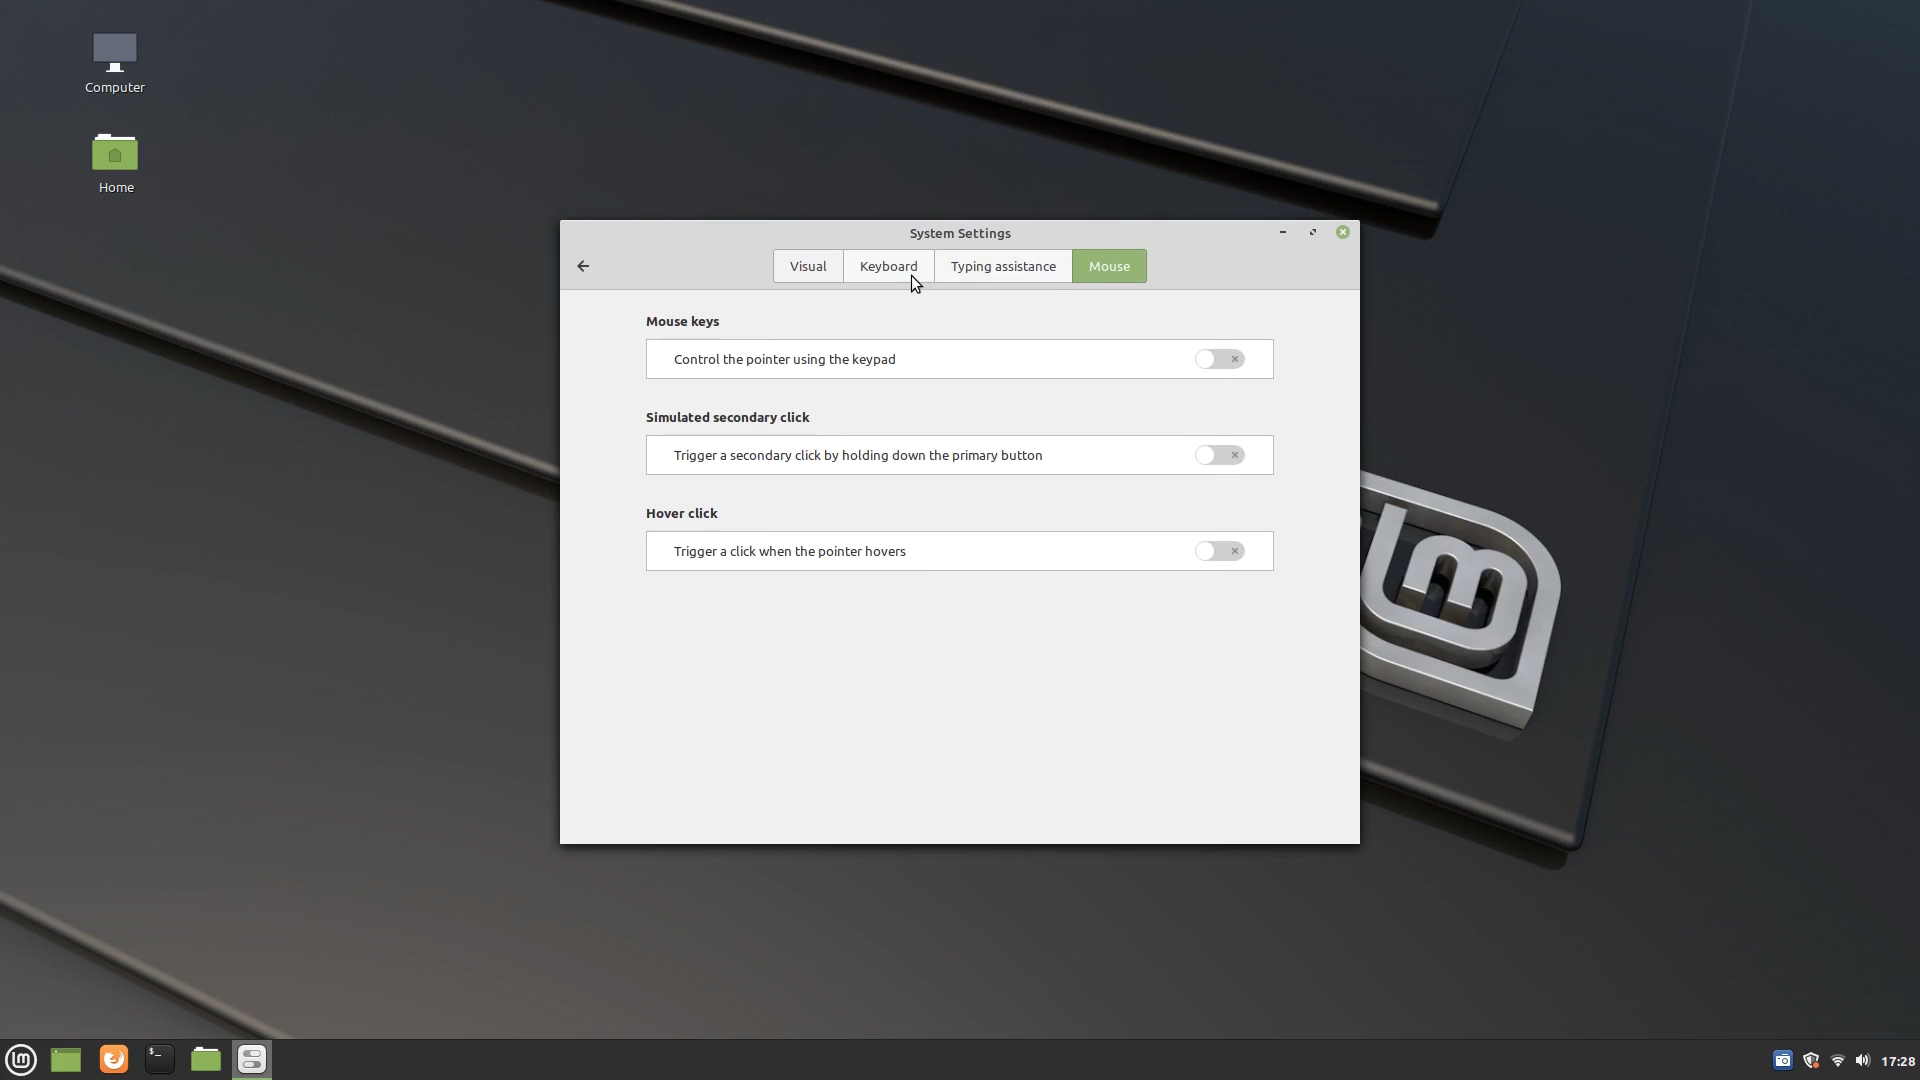 Computer
Home
System Settings
Visual
Keyboard
Typing assistance
Mouse
Mouse keys
Control the pointer using the keypad
Simulated secondary click
Trigger a secondary click by holding down the primary button
Hover click
Trigger a click when the pointer hovers
$_
17:28